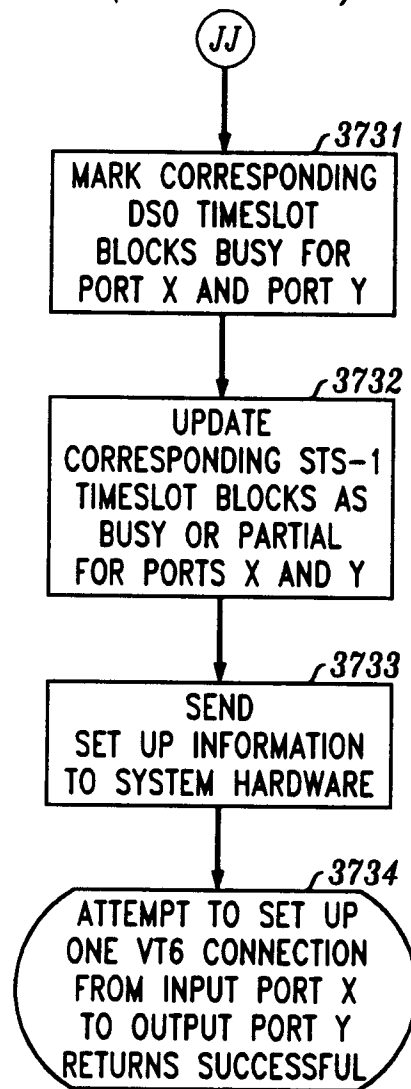 JJ
3731
MARK CORRESPONDING
DS0 TIMESLOT
BLOCKS BUSY FOR
PORT X AND PORT Y
3732
UPDATE
CORRESPONDING STS-1
TIMESLOT BLOCKS AS
BUSY OR PARTIAL
FOR PORTS X AND Y
3733
SEND
SET UP INFORMATION
TO SYSTEM HARDWARE
3734
ATTEMPT TO SET UP
ONE VT6 CONNECTION
FROM INPUT PORT X
TO OUTPUT PORT Y
RETURNS SUCCESSFUL